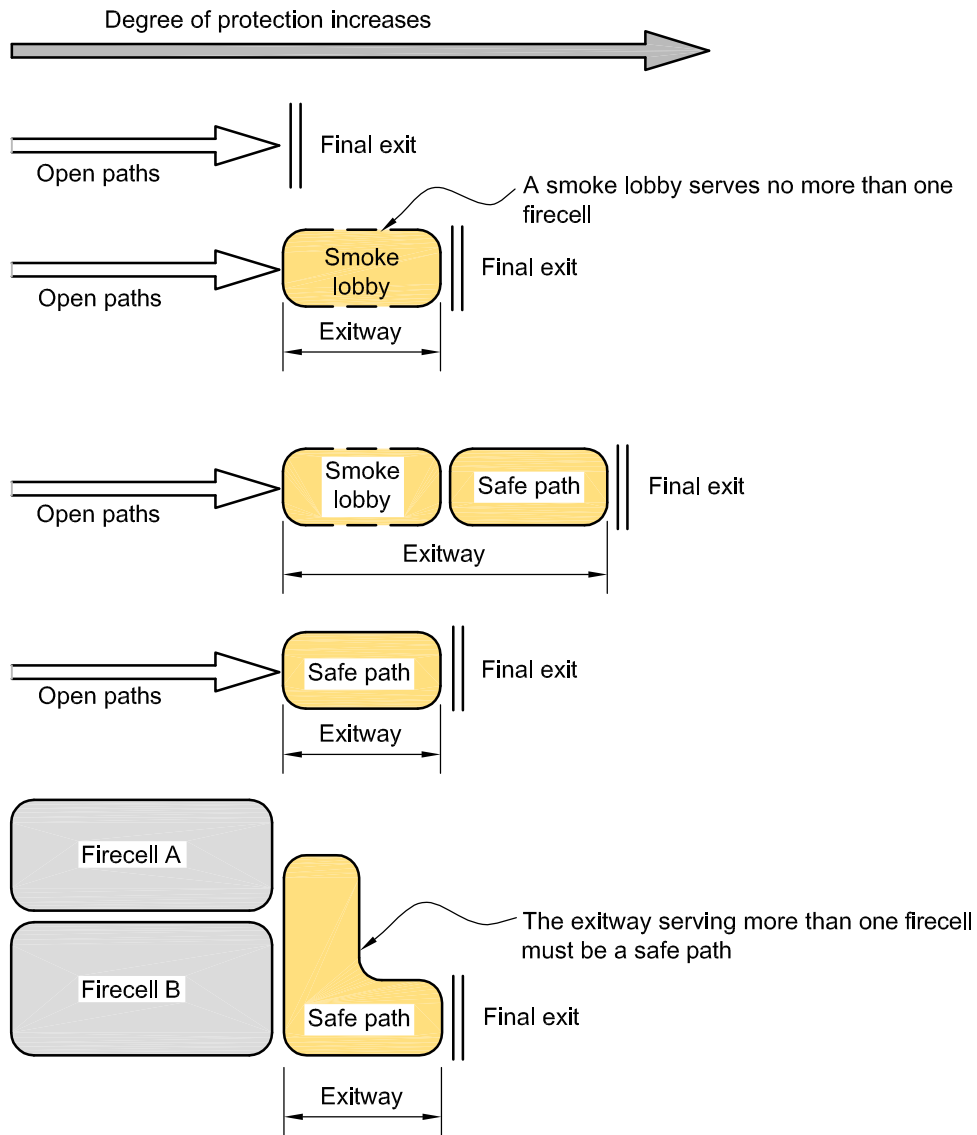 Degree of protection increases
Final exit
Open paths
A smoke lobby serves no more than one
firecell
Smoke
lobby
Final exit
Open paths
Exitway
Smoke
lobby
Safe path
Final exit
Open paths
Exitway
Safe path
Final exit
Open paths
Exitway
Firecell A
The exitway serving more than one firecell
must be a safe path
Firecell B
Safe path
Final exit
Exitway